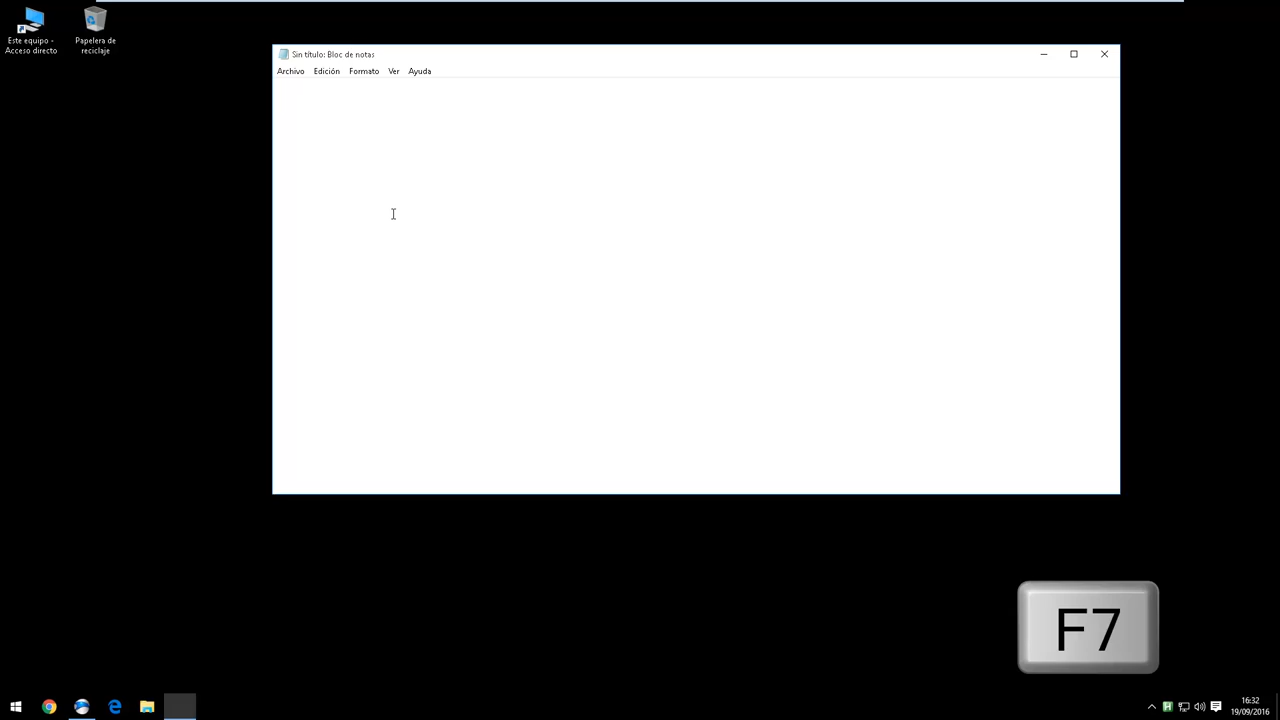 Este equipo -
Acceso directo
Papelera de
reciclaje
Sin título: Bloc de notas
Archivo Edición Formato Ver Ayuda
F7
16:32
19/09/2016